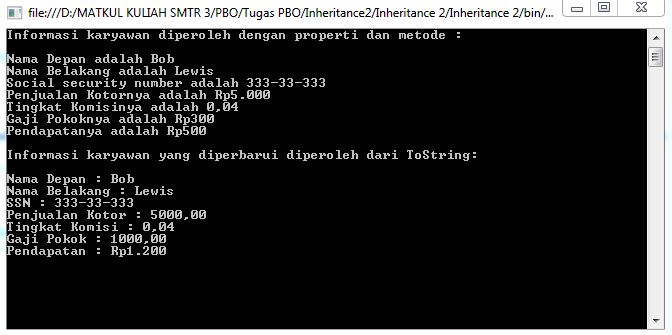 file:///D:/MATKUL KULIAH SMTR 3/PBO/Tugas PBO/Inheritance2/Inheritance 2/Inheritance 2/bin/...
Informasi karyawan diperoleh dengan properti dan metode :
Nama Depan adalah Bob
Nama Belakang adalah Lewis
Social security number adalah 333-33-333
Penjualan Kotornya adalah Rp5.000
Tingkat Komisinya adalah 0,04
Gaji Pokoknya adalah Rp300
Pendapatanya adalah Rp500
Informasi karyawan yang diperbarui diperoleh dari ToString:
Nama Depan : Bob
Nama Belakang : Lewis
SSN : 333-33-333
Penjualan Kotor : 5000,00
Tingkat Komisi : 0,04
Gaji Pokok : 1000,00
Pendapatan : Rp1.200